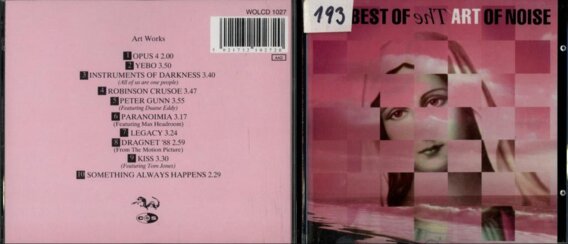 WOLCD 1027
Art Works
1 OPUS 4 2.00
2 YEBO 3.50
3 INSTRUMENTS OF DARKNESS 3.40
(All of us are one people)
4 ROBINSON CRUSOE 3.47
5 PETER GUNN 3.55
(Featuring Duane Eddy)
6 PARANOIMIA 3.17
(Featuring Max Headroom)
7 LEGACY 3.24
8 DRAGNET '88 2.59
(From The Motion Picture)
9 KISS 3.30
(Featuring Tom Jones)
10 SOMETHING ALWAYS HAPPENS 2.29
193
BEST OF The ART OF NOISE